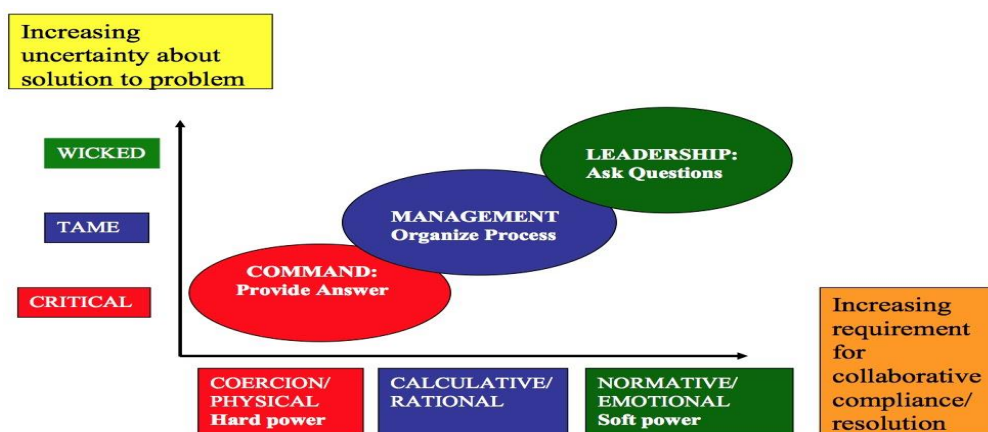 Increasing
uncertainty about
solution to problem
WICKED
LEADERSHIP:
Ask Questions
TAME
MANAGEMENT
Organize Process
COMMAND:
Provide Answer
CRITICAL
COERCION/
PHYSICAL
Hard power
CALCULATIVE/
RATIONAL
NORMATIVE/
EMOTIONAL
Soft power
Increasing
requirement
for
collaborative
compliance/
resolution